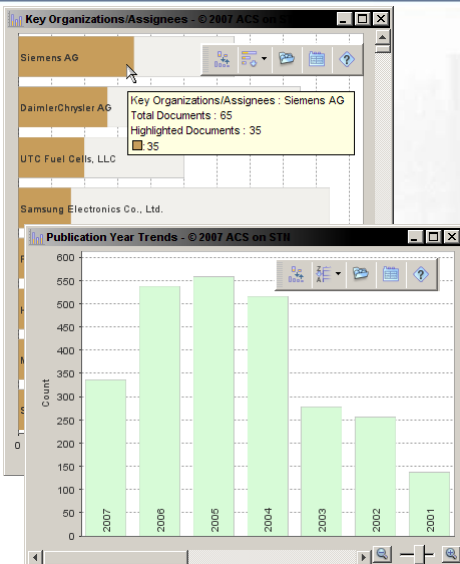 Key Organizations/Assignees - © 2007 ACS on S
Siemens AG
DaimlerChrysler AG
Key Organizations/Assignees : Siemens AG
Total Documents : 65
Highlighted Documents : 35
: 35
UTC Fuel Cells, LLC
Samsung Electronics Co., Ltd.
Publication Year Trends - © 2007 ACS on STN
600
550
500
450
400
350
300
250
200
150
100
50
0
Count
2007
2006
2005
2004
2003
2002
2001
0